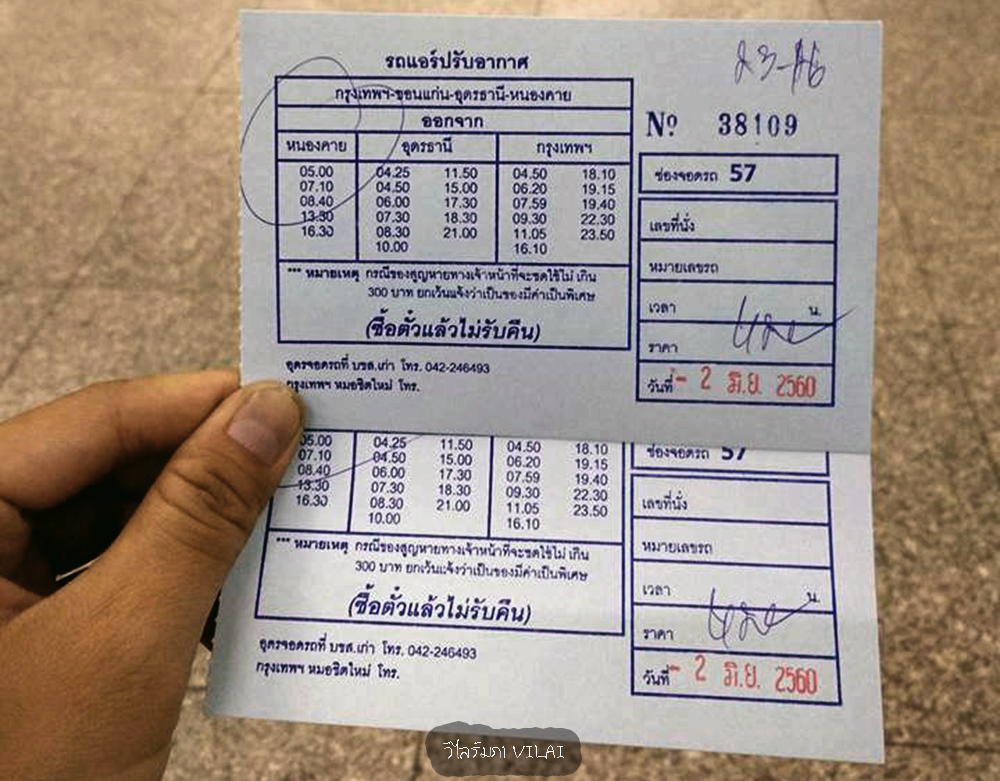 รถแอร์ปรับอากาศ
กรุงเทพฯ-ขอนแก่น-อุดรธานี-หนองคาย
ออกจาก
หนองคาย อุดรธานี กรุงเทพฯ
05.00 04.25 11.50 04.50 18.10
07.10 04.50 15.00 06.20 19.15
08.40 06.00 17.30 07.59 19.40
13.30 07.30 18.30 09.30 22.30
16.30 08.30 21.00 11.05 23.50
10.00 16.10
*** หมายเหตุ กรณีของสูญหายทางเจ้าหน้าที่จะชดใช้ไม่ เกิน
300 บาท ยกเว้นแจ้งว่าเป็นของมีค่าเป็นพิเศษ
(ซื้อตั๋วแล้วไม่รับคืน)
อุดรจอดรถที่ บขส.เก่า โทร. 042-246493
กรุงเทพฯ หมอชิตใหม่ โทร.
Nº 38109
ช่องจอดรถ 57
เลขที่นั่ง
หมายเลขรถ
เวลา น.
ราคา
วันที่ - 2 มิ.ย. 2560
05.00 04.25 11.50 04.50 18.10
07.10 04.50 15.00 06.20 19.15
08.40 06.00 17.30 07.59 19.40
13.30 07.30 18.30 09.30 22.30
16.30 08.30 21.00 11.05 23.50
10.00 16.10
*** หมายเหตุ กรณีของสูญหายทางเจ้าหน้าที่จะชดใช้ไม่ เกิน
300 บาท ยกเว้นแจ้งว่าเป็นของมีค่าเป็นพิเศษ
(ซื้อตั๋วแล้วไม่รับคืน)
อุดรจอดรถที่ บขส.เก่า โทร. 042-246493
กรุงเทพฯ หมอชิตใหม่ โทร.
ช่องจอดรถ 57
เลขที่นั่ง
หมายเลขรถ
เวลา น.
ราคา
วันที่ - 2 มิ.ย. 2560
VILAI